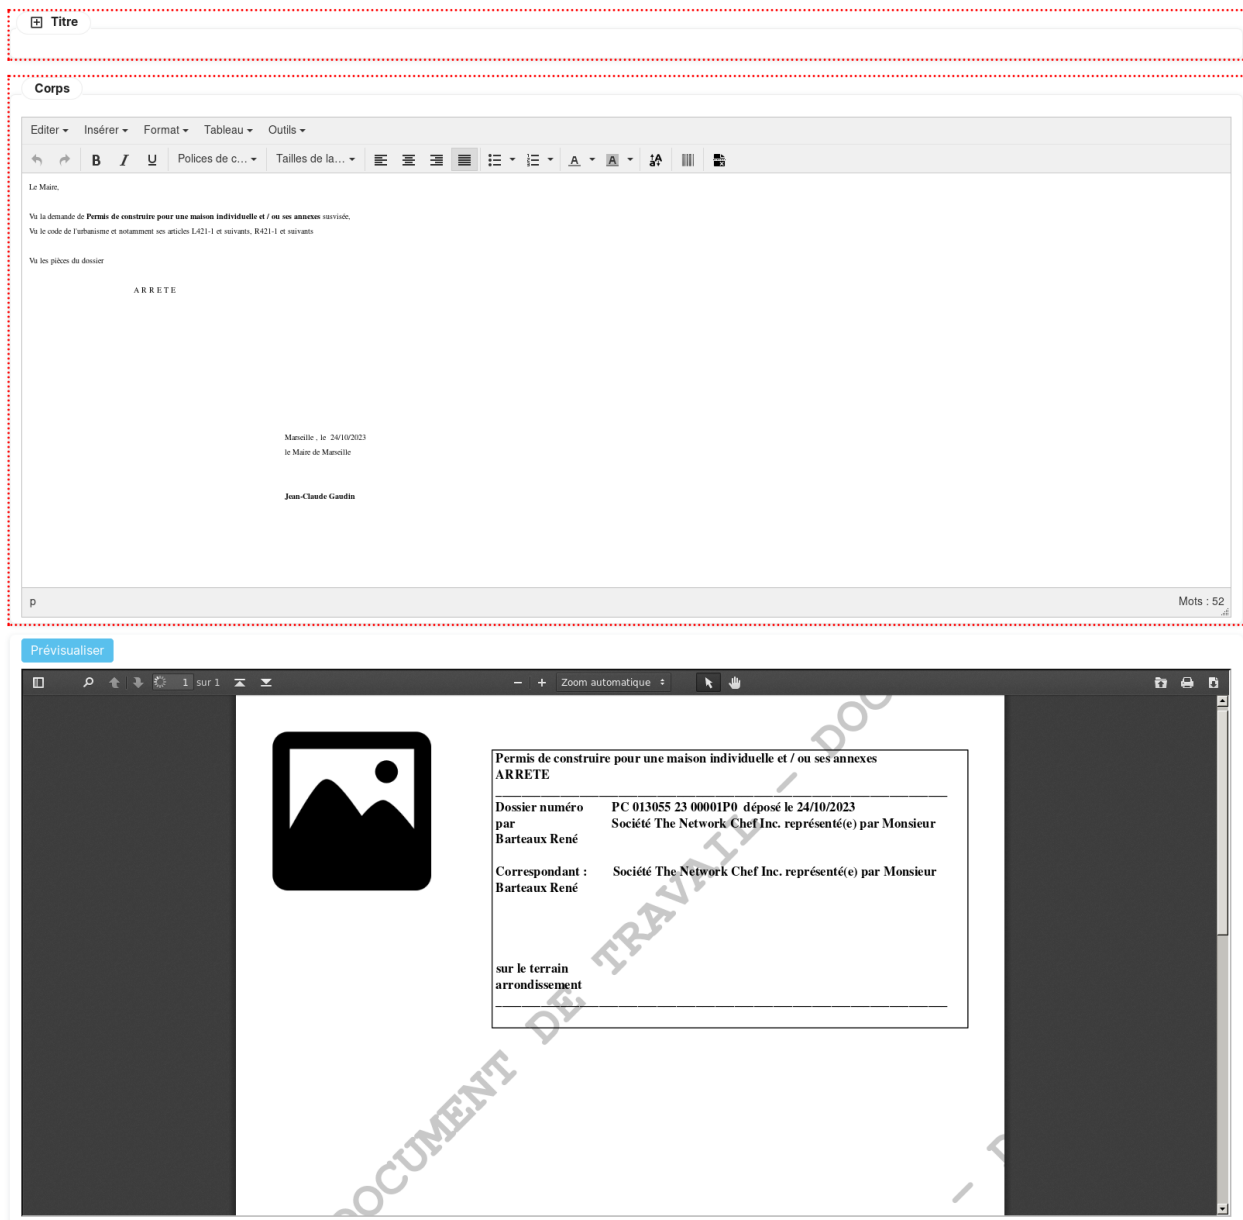 Titre
Corps
Editer Insérer Format Tableau Outils
B I U Polices de c... Tailles de la...
Le Maire,
Vu la demande de Permis de construire pour une maison individuelle et / ou ses annexes susvisée,
Vu le code de l'urbanisme et notamment ses articles L421-1 et suivants, R421-1 et suivants
Vu les pièces du dossier
A R R E T E
Marseille , le 24/10/2023
le Maire de Marseille
Jean-Claude Gaudin
p Mots : 52
Prévisualiser
1 sur 1 Zoom automatique
Permis de construire pour une maison individuelle et / ou ses annexes
ARRETE
Dossier numéro PC 013055 23 00001P0 déposé le 24/10/2023
par Société The Network Chef Inc. représenté(e) par Monsieur
Barteaux René
Correspondant : Société The Network Chef Inc. représenté(e) par Monsieur
Barteaux René
sur le terrain
arrondissement
DOCUMENT DE TRAVAIL – DOC
– D